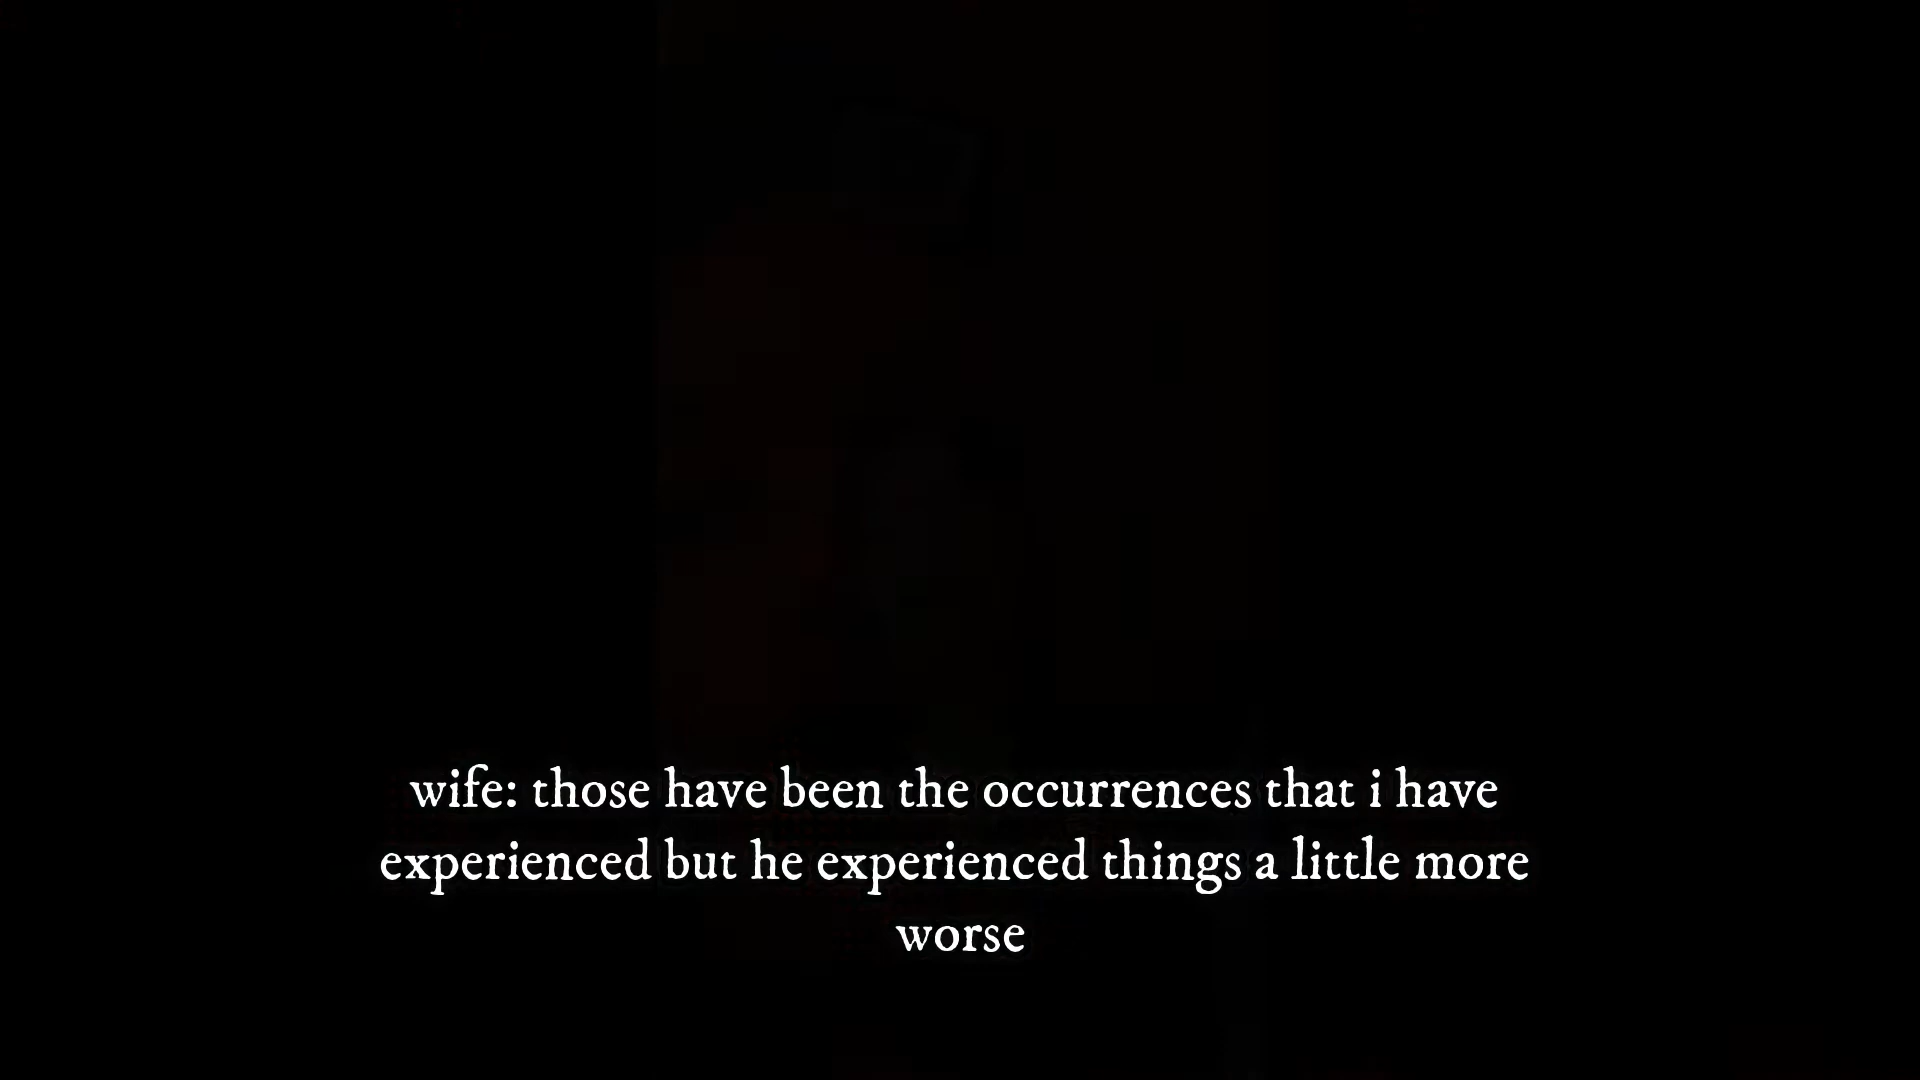 wife: those have been the occurrences that i have
experienced but he experienced things a little more
worse